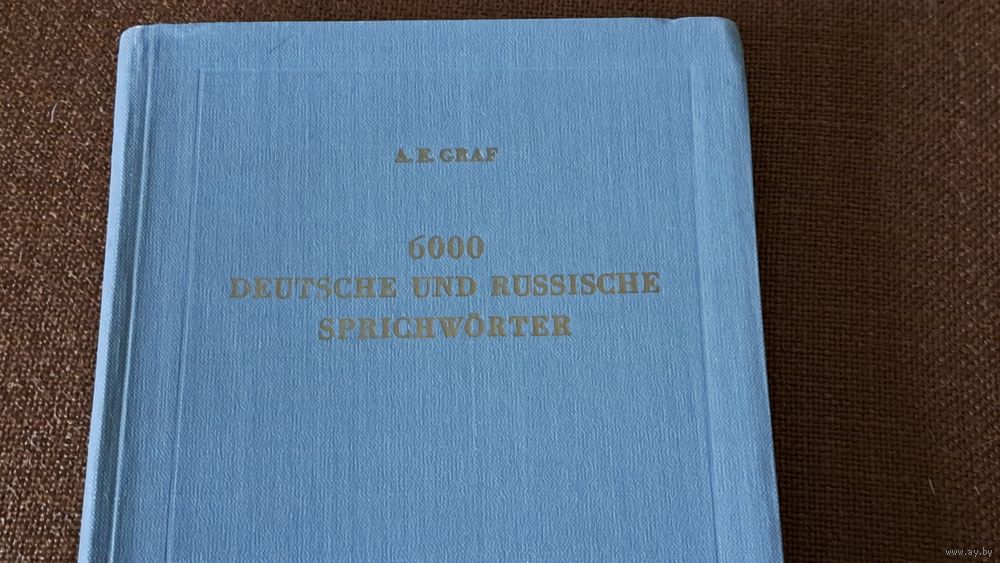 A. E. GRAF
6000
DEUTSCHE UND RUSSISCHE
SPRICHWÖRTER
www.ay.by